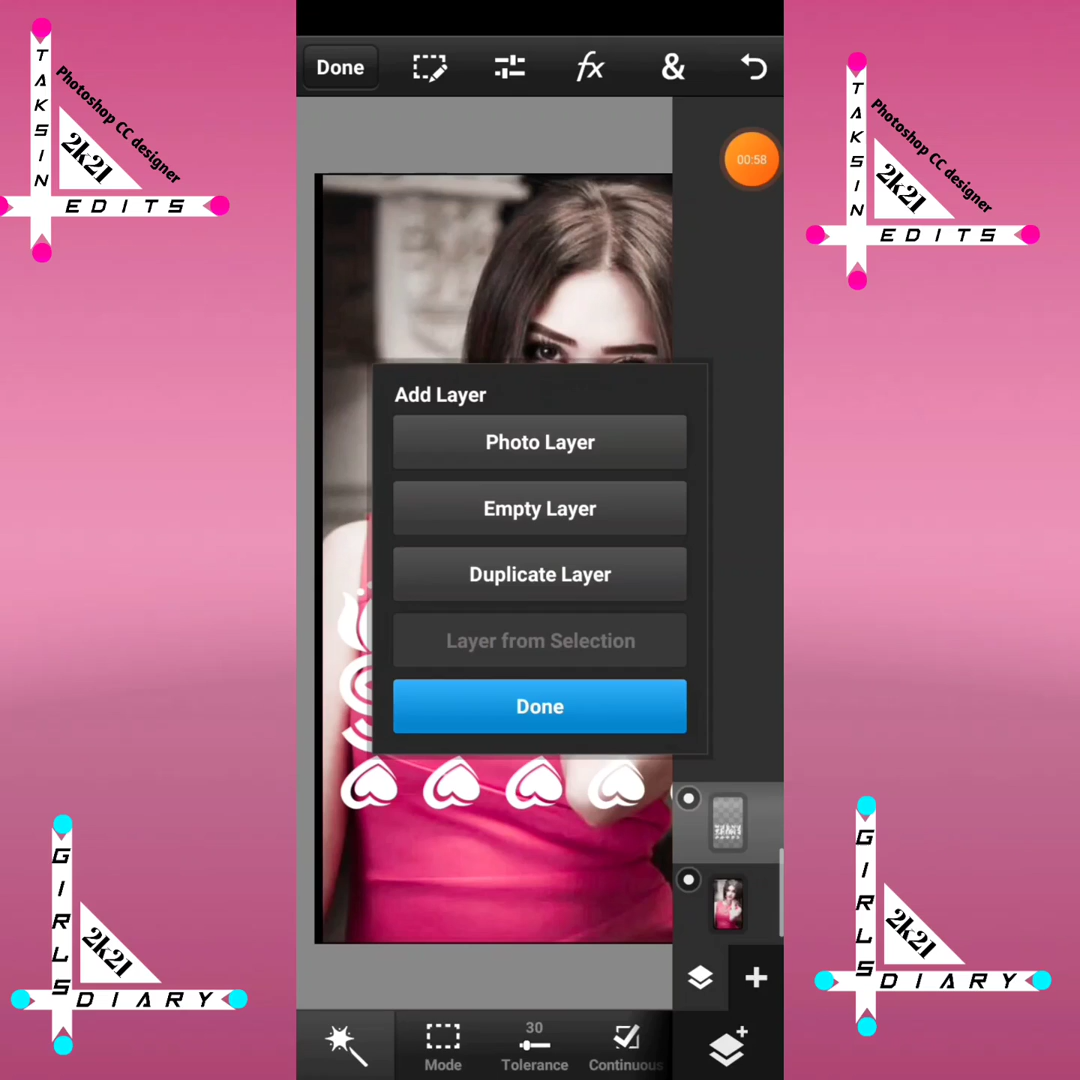 TAKSIN
Photoshop CC designer
2k21
EDITS
Done
fx
&
00:58
TAKSIN
Photoshop CC designer
2k21
EDITS
Add Layer
Photo Layer
Empty Layer
Duplicate Layer
Layer from Selection
Done
GIRLS
2k21
DIARY
GIRLS
2k21
DIARY
30
Mode
Tolerance
Continuous